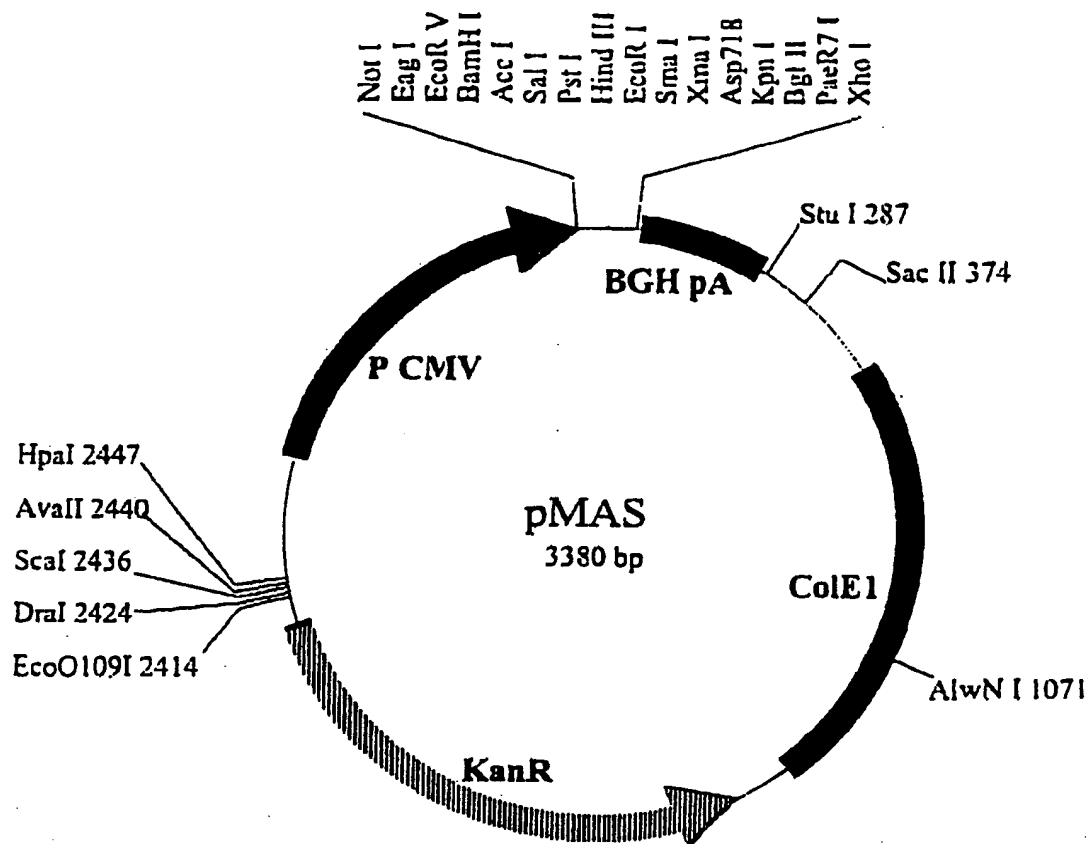 Not I
Eag I
EcoR V
BamH I
Acc I
Sal I
Pst I
Hind III
EcoR I
Sma I
Xma I
Asp718
Kpn I
Bgl II
PaeR7 I
Xho I
Stu I 287
Sac II 374
BGH pA
P CMV
HpaI 2447
AvaII 2440
ScaI 2436
DraI 2424
EcoO109I 2414
pMAS
3380 bp
ColE1
AlwN I 1071
KanR